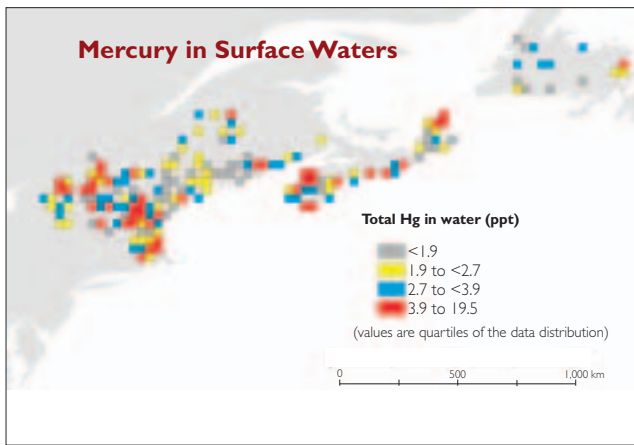 Mercury in Surface Waters
Total Hg in water (ppt)
<1.9
1.9 to <2.7
2.7 to <3.9
3.9 to 19.5
(values are quartiles of the data distribution)
0 500 1,000 km